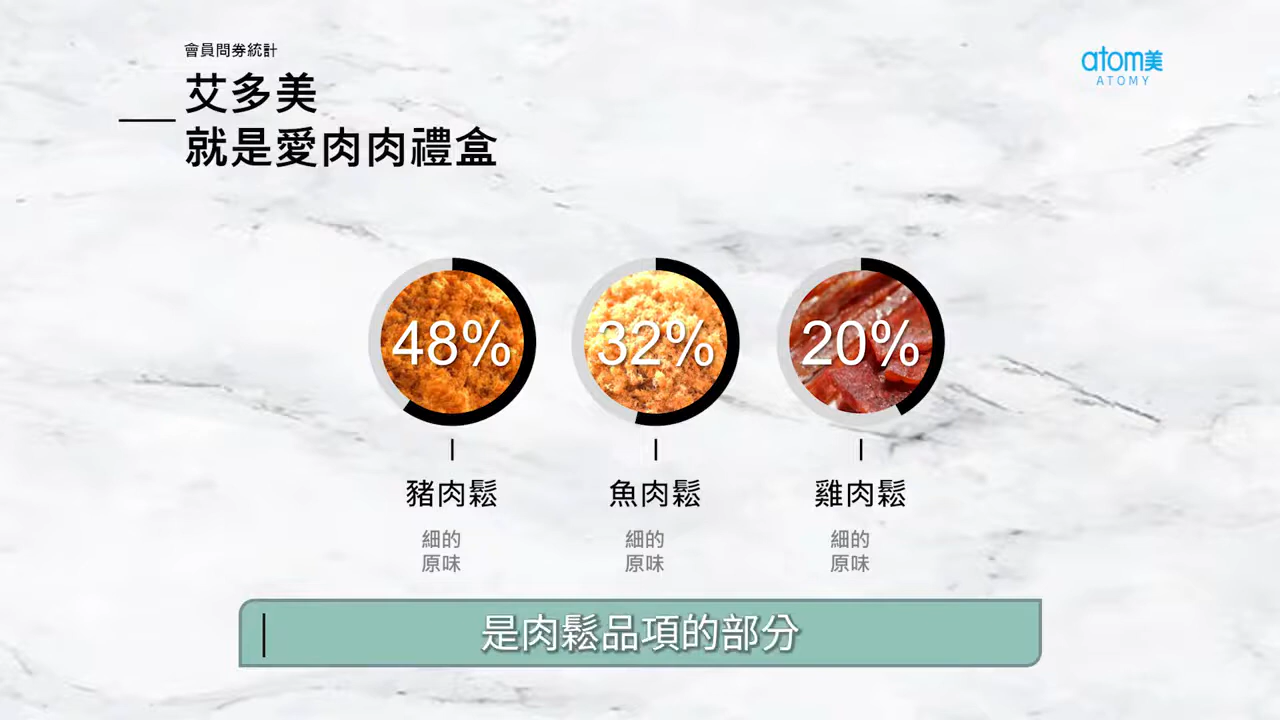 會員問券統計
艾多美
就是愛肉肉禮盒
atom美
ATOMY
48%
32%
20%
豬肉鬆
魚肉鬆
雞肉鬆
細的
原味
細的
原味
細的
原味
是肉鬆品項的部分